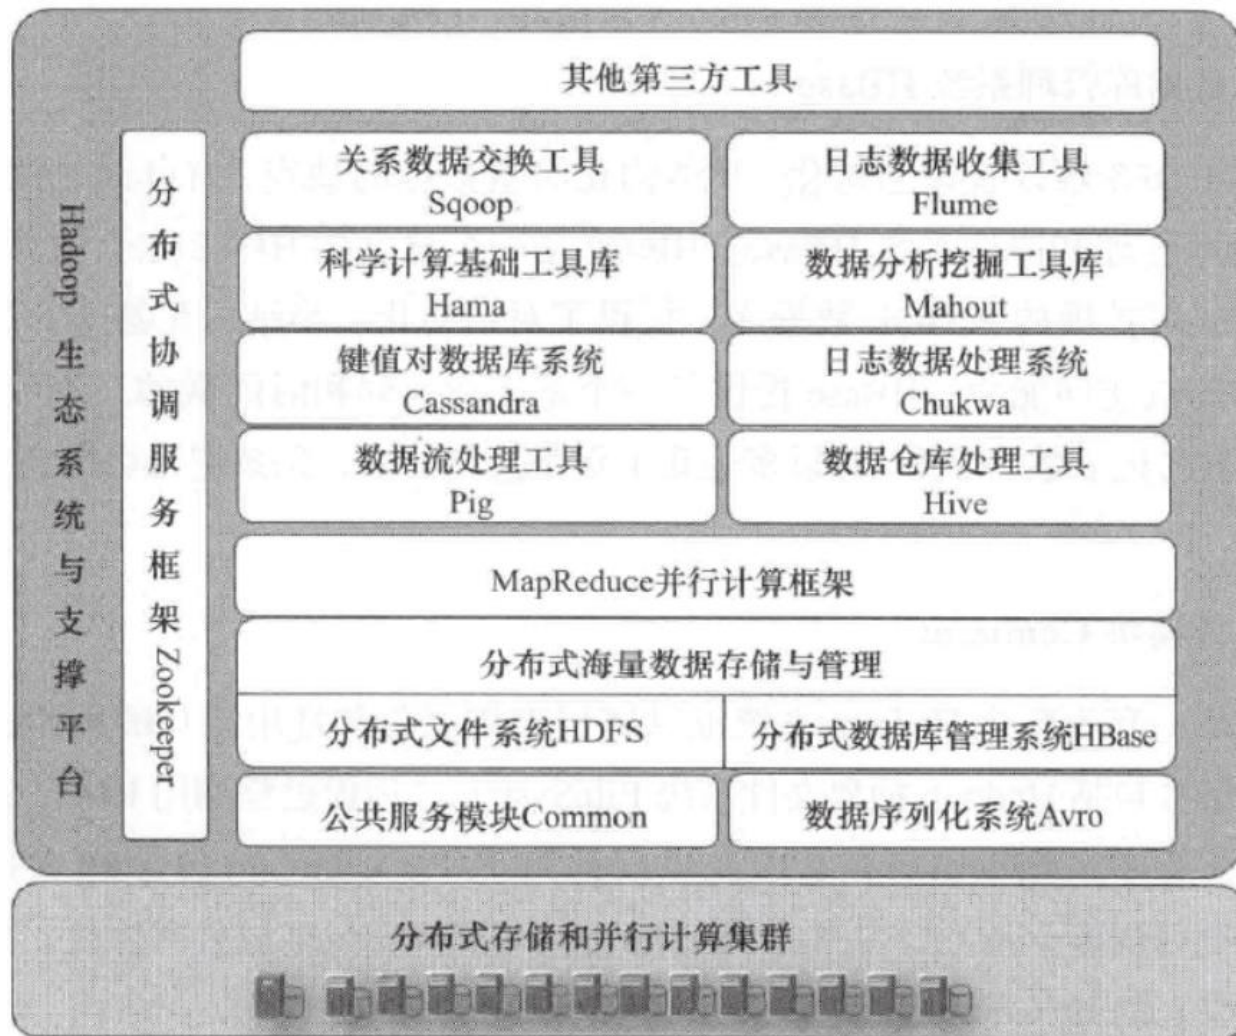 其他第三方工具
关系数据交换工具
Sqoop
日志数据收集工具
Flume
科学计算基础工具库
Hama
数据分析挖掘工具库
Mahout
键值对数据库系统
Cassandra
日志数据处理系统
Chukwa
数据流处理工具
Pig
数据仓库处理工具
Hive
MapReduce并行计算框架
分布式海量数据存储与管理
分布式文件系统HDFS
分布式数据库管理系统HBase
公共服务模块Common
数据序列化系统Avro
分布式协调服务框架Zookeeper
Hadoop 生态系统与支撑平台
分布式存储和并行计算集群